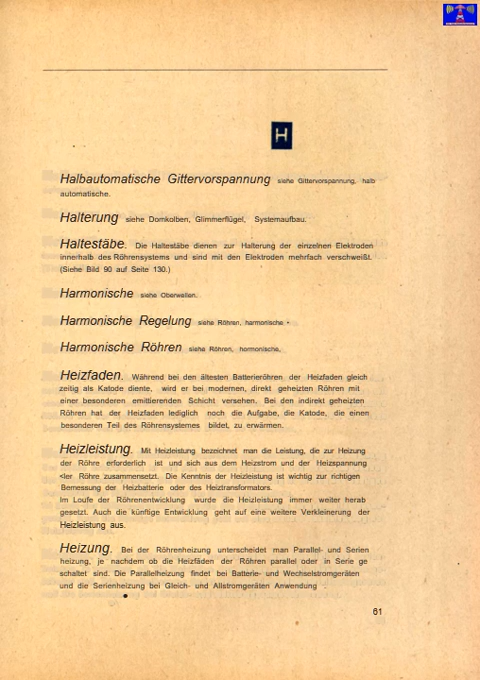 H
Halbautomatische Gittervorspannung siehe Gittervorspannung, halb
automatische.
Halterung siehe Domkolben, Glimmerflügel, Systemaufbau.
Haltestäbe. Die Haltestäbe dienen zur Halterung der einzelnen Elektroden
innerhalb des Röhrensystems und sind mit den Elektroden mehrfach verschweißt.
(Siehe Bild 90 auf Seite 130.)
Harmonische siehe Oberwellen.
Harmonische Regelung siehe Röhren, harmonische •
Harmonische Röhren siehe Röhren, hormonische,
Heizfaden. Während bei den ältesten Batterieröhren der Heizfaden gleich
zeitig als Katode diente, wird er bei modernen, direkt geheizten Röhren mit
einer besonderen emittierenden Schicht versehen. Bei den indirekt geheizten
Röhren hat der Heizfaden lediglich noch die Aufgabe, die Katode, die einen
besonderen Teil des Röhrensystemes bildet, zu erwärmen.
Heizleistung. Mit Heizleistung bezeichnet man die Leistung, die zur Heizung
der Röhre erforderlich ist und sich aus dem Heizstrom und der Heizspannung
<ler Röhre zusammensetzt. Die Kenntnis der Heizleistung ist wichtig zur richtigen
Bemessung der Heizbatterie oder des Heiztransformators.
Im Loufe der Röhrenentwicklung wurde die Heizleistung immer weiter herab
gesetzt. Auch die künftige Entwicklung geht auf eine weitere Verkleinerung der
Heizleistung aus.
Heizung. Bei der Röhrenheizung unterscheidet man Parallel- und Serien
heizung, je nachdem ob die Heizfäden der Röhren parallel oder in Serie ge
schaltet sind. Die Parallelheizung findet bei Batterie- und Wechselstromgeräten
und die Serienheizung bei Gleich- und Allstromgeräten Anwendung
61